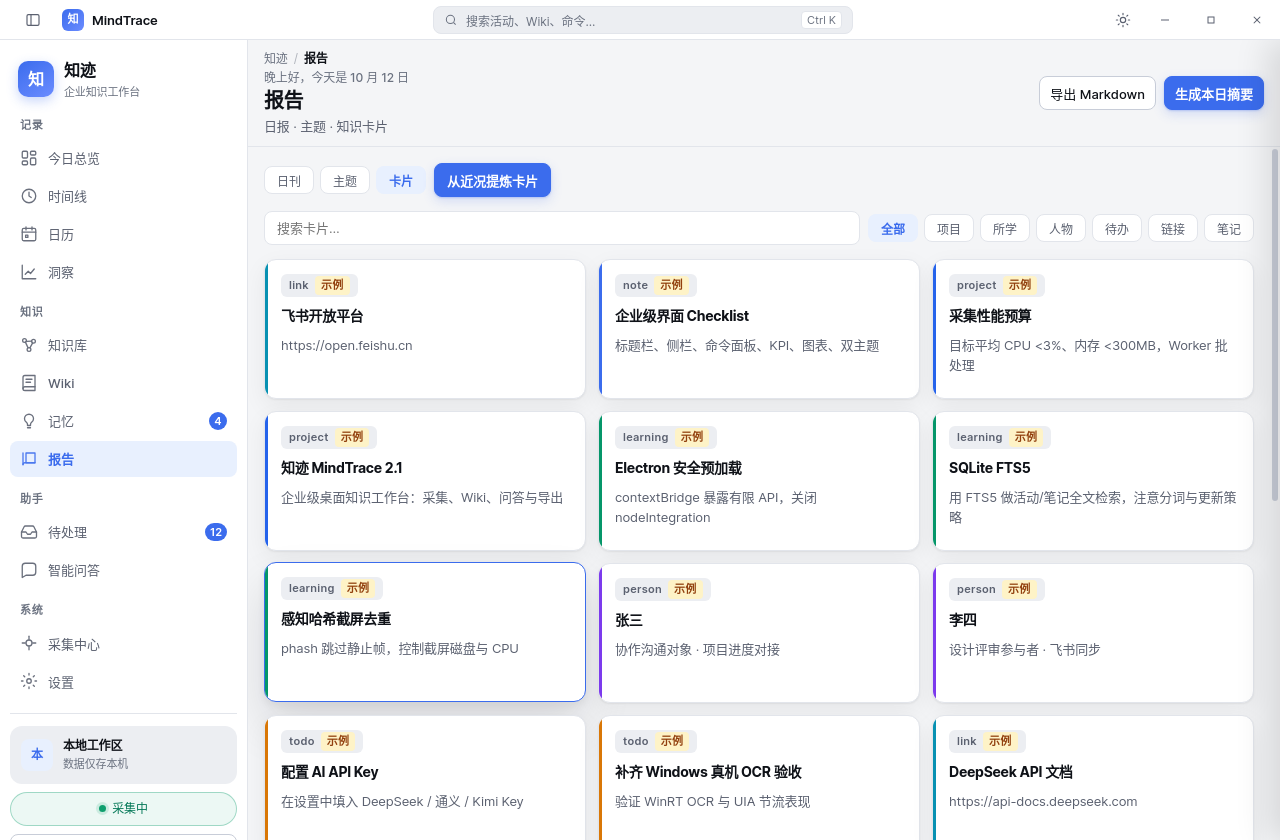 知 MindTrace
搜索活动、Wiki、命令... Ctrl K
知 知迹
企业知识工作台
记录
今日总览
时间线
日历
洞察
知识
知识库
Wiki
记忆 4
报告
助手
待处理 12
智能问答
系统
采集中心
设置
本 本地工作区
数据仅存本机
采集中
知迹 / 报告
晚上好，今天是 10 月 12 日
报告
日报 · 主题 · 知识卡片
导出 Markdown 生成本日摘要
日刊 主题 卡片 从近况提炼卡片
搜索卡片... 全部 项目 所学 人物 待办 链接 笔记
link 示例
飞书开放平台
https://open.feishu.cn
note 示例
企业级界面 Checklist
标题栏、侧栏、命令面板、KPI、图表、双主题
project 示例
采集性能预算
目标平均 CPU <3%、内存 <300MB，Worker 批
处理
project 示例
知迹 MindTrace 2.1
企业级桌面知识工作台：采集、Wiki、问答与导出
learning 示例
Electron 安全预加载
contextBridge 暴露有限 API，关闭
nodeIntegration
learning 示例
SQLite FTS5
用 FTS5 做活动/笔记全文检索，注意分词与更新策
略
learning 示例
感知哈希截屏去重
phash 跳过静止帧，控制截屏磁盘与 CPU
person 示例
张三
协作沟通对象 · 项目进度对接
person 示例
李四
设计评审参与者 · 飞书同步
todo 示例
配置 AI API Key
在设置中填入 DeepSeek / 通义 / Kimi Key
todo 示例
补齐 Windows 真机 OCR 验收
验证 WinRT OCR 与 UIA 节流表现
link 示例
DeepSeek API 文档
https://api-docs.deepseek.com